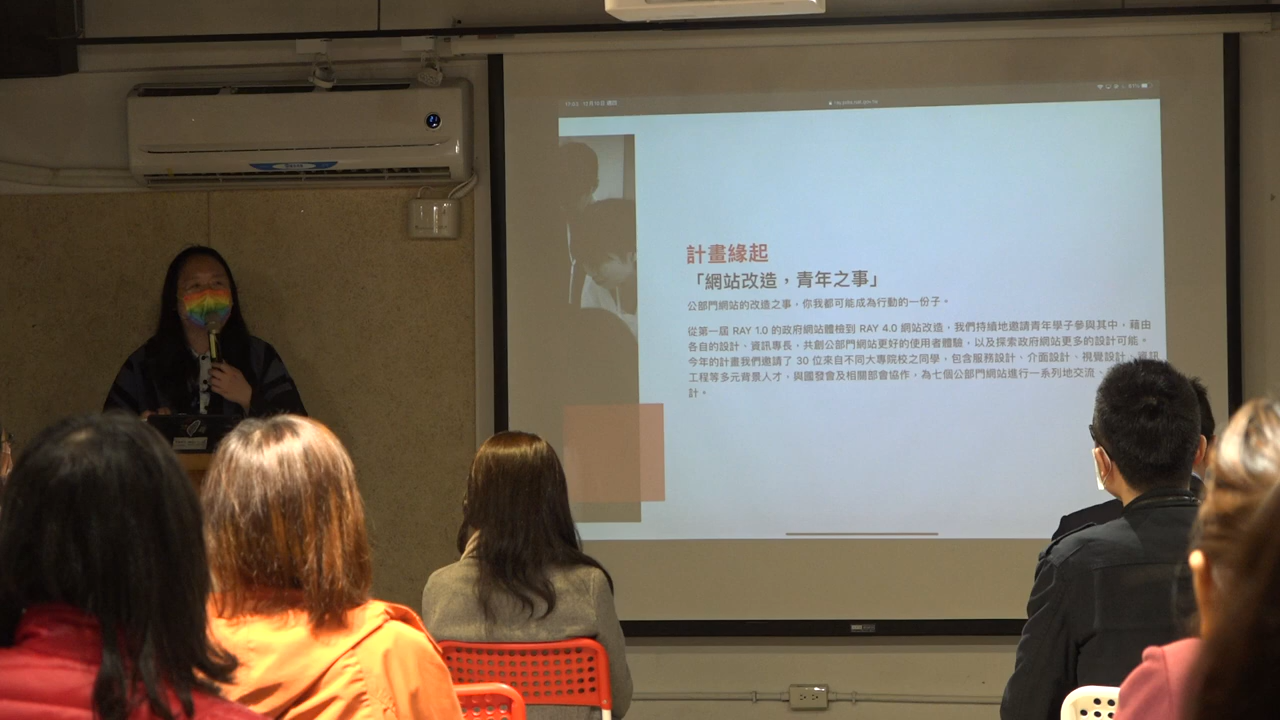 計畫緣起
「網站改造，青年之事」
公部門網站的改造之事，你我都可能成為行動的一份子。
從第一屆 RAY 1.0 的政府網站體檢到 RAY 4.0 網站改造，我們持續地邀請青年學子參與其中，藉由
各自的設計、資訊專長，共創公部門網站更好的使用者體驗，以及探索政府網站更多的設計可能。
今年的計畫我們邀請了 30 位來自不同大專院校之同學，包含服務設計、介面設計、視覺設計、資訊
工程等多元背景人才，與國發會及相關部會協作，為七個公部門網站進行一系列地交流、
計。